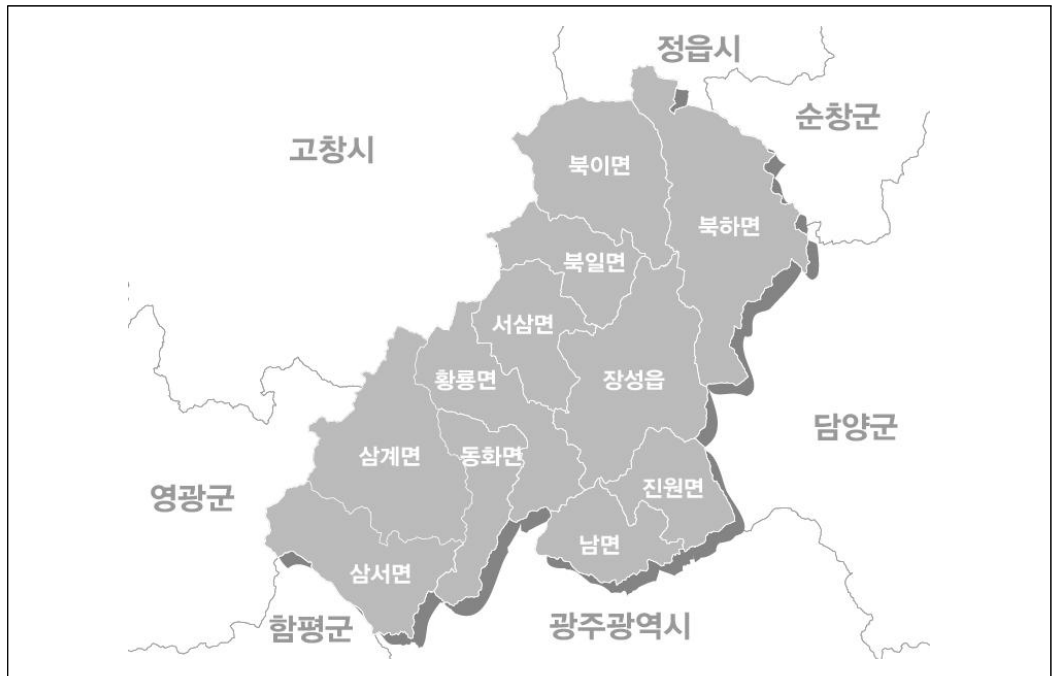 정읍시
순창군
고창시
북이면
북하면
북일면
서삼면
황룡면
장성읍
담양군
삼계면
동화면
진원면
영광군
남면
삼서면
함평군
광주광역시